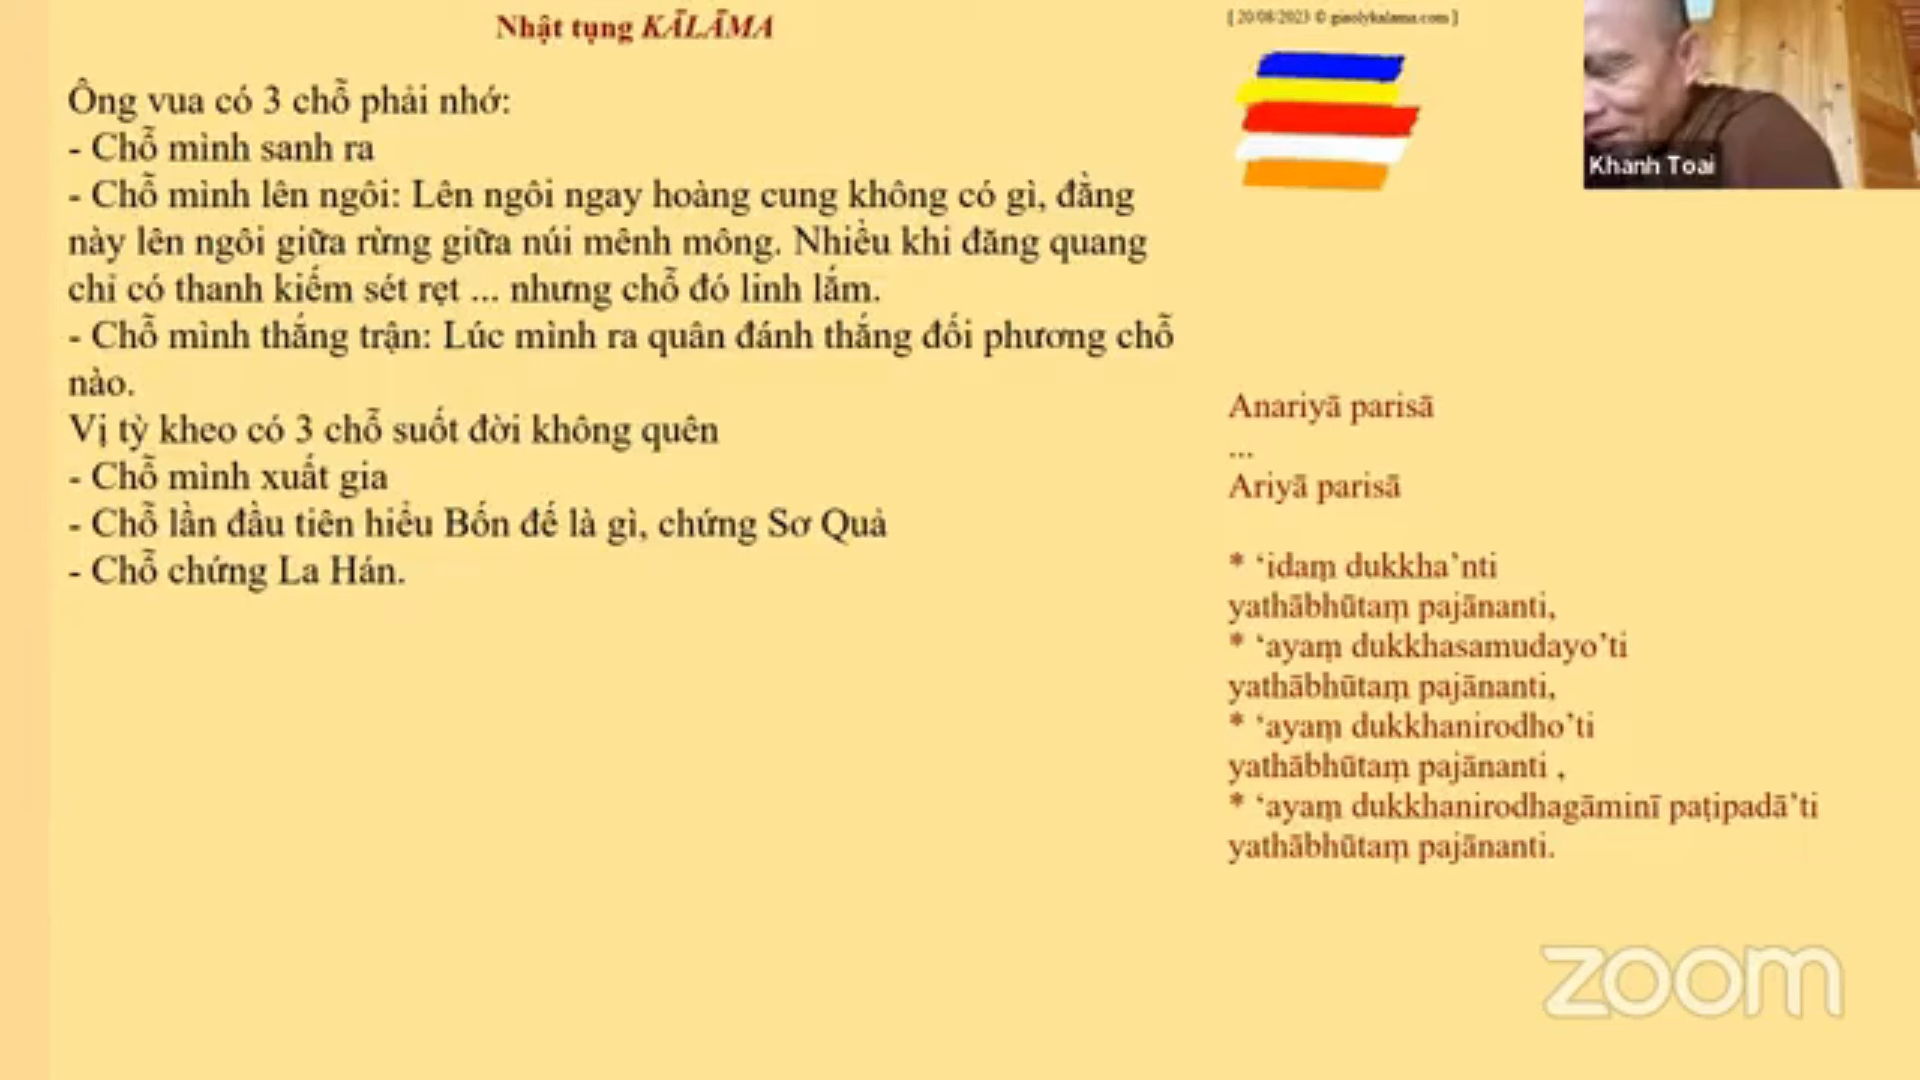 Nhật tụng KĀLĀMA
Ông vua có 3 chỗ phải nhớ:
- Chỗ mình sanh ra
- Chỗ mình lên ngôi: Lên ngôi ngay hoàng cung không có gì, đằng
này lên ngôi giữa rừng giữa núi mênh mông. Nhiều khi đăng quang
chỉ có thanh kiếm sét rẹt ... nhưng chỗ đó linh lắm.
- Chỗ mình thắng trận: Lúc mình ra quân đánh thắng đối phương chỗ
nào.
Vị tỳ kheo có 3 chỗ suốt đời không quên
- Chỗ mình xuất gia
- Chỗ lần đầu tiên hiểu Bốn đế là gì, chứng Sơ Quả
- Chỗ chứng La Hán.
[ 20/08/2023 © giaolykalama.com ]
Khanh Toai
Anariyā parisā
...
Ariyā parisā
* ‘idaṃ dukkha’nti
yathābhūtaṃ pajānanti,
* ‘ayaṃ dukkhasamudayo’ti
yathābhūtaṃ pajānanti,
* ‘ayaṃ dukkhanirodho’ti
yathābhūtaṃ pajānanti ,
* ‘ayaṃ dukkhanirodhagāminī paṭipadā’ti
yathābhūtaṃ pajānanti.
zoom